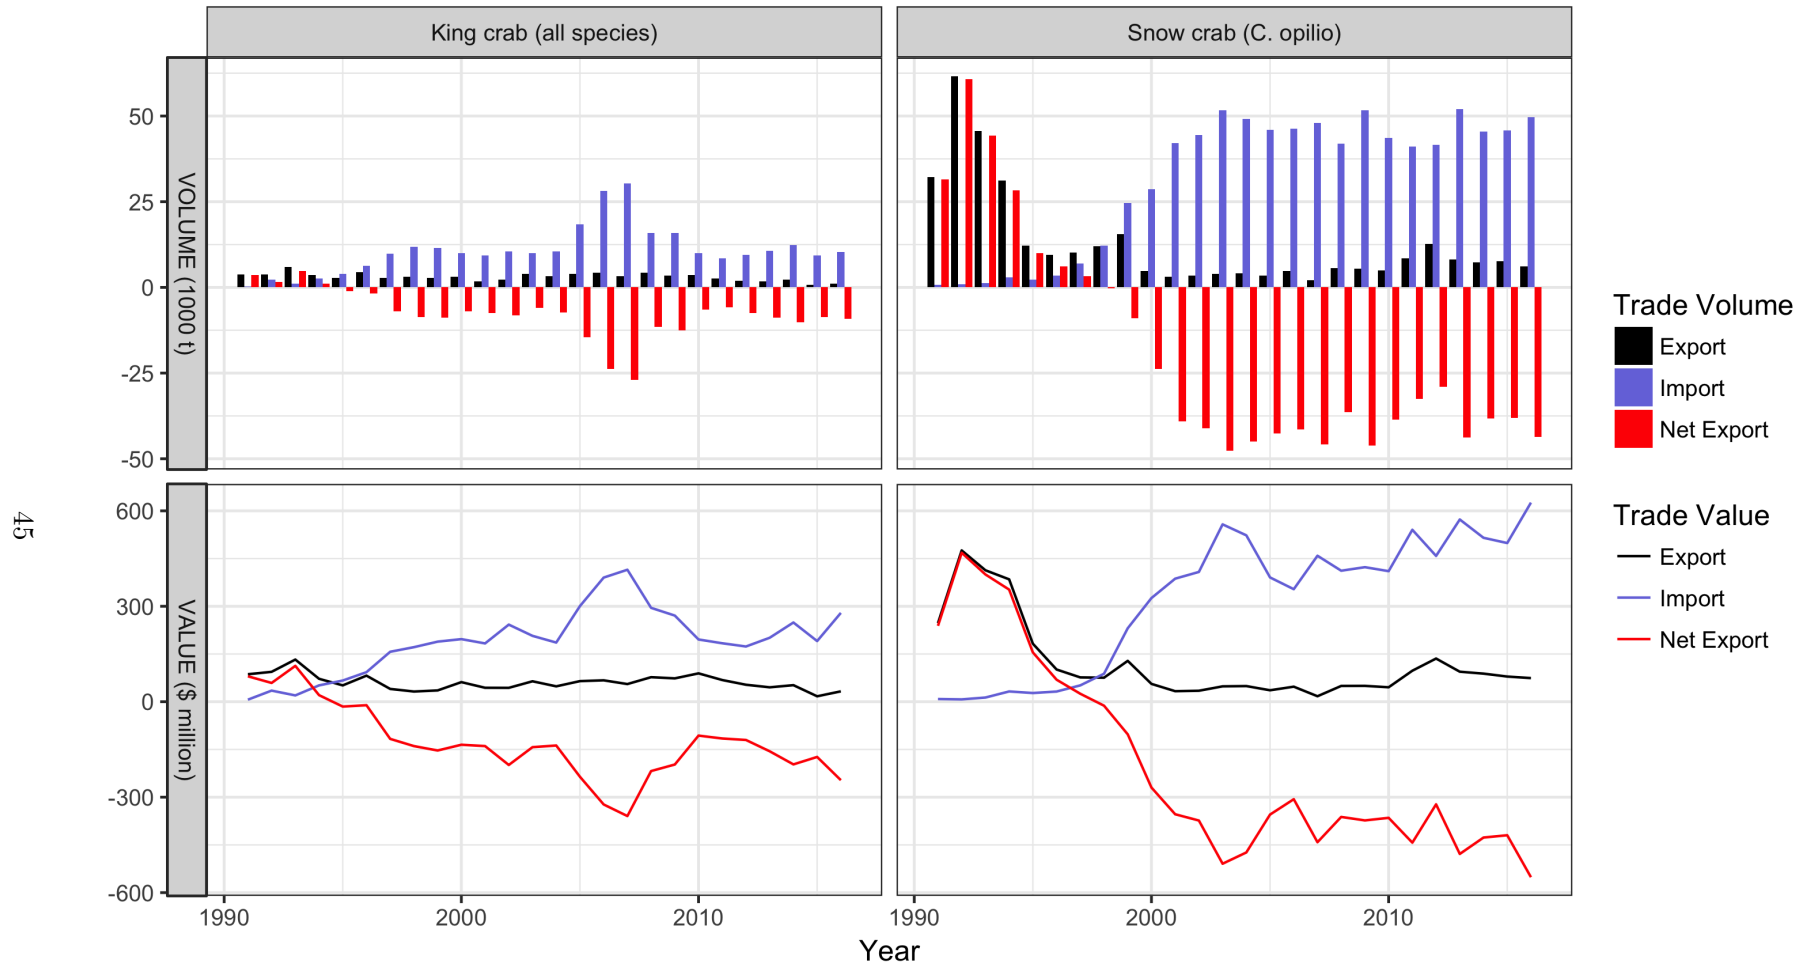 King crab (all species)
Snow crab (C. opilio)
VOLUME (1000 t)
50
25
0
-25
-50
VALUE ($ million)
600
300
0
-300
-600
1990
2000
2010
1990
2000
2010
Year
Trade Volume
Export
Import
Net Export
Trade Value
Export
Import
Net Export
45